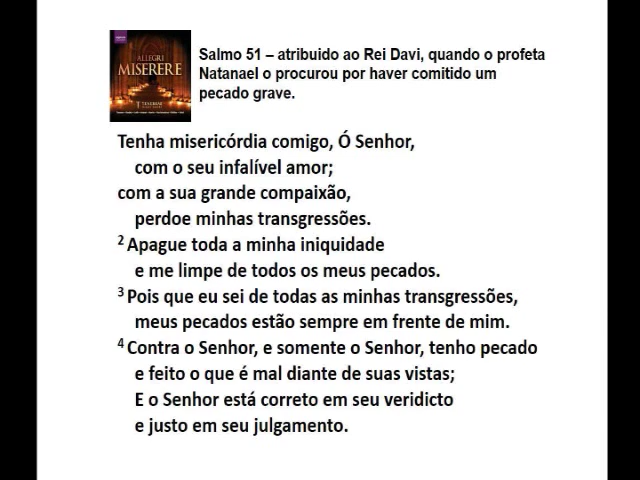 ALLEGRI
MISERERE
TENEBRAE
Salmo 51 – atribuido ao Rei Davi, quando o profeta
Natanael o procurou por haver comitido um
pecado grave.
Tenha misericórdia comigo, Ó Senhor,
com o seu infalível amor;
com a sua grande compaixão,
perdoe minhas transgressões.
2 Apague toda a minha iniquidade
e me limpe de todos os meus pecados.
3 Pois que eu sei de todas as minhas transgressões,
meus pecados estão sempre em frente de mim.
4 Contra o Senhor, e somente o Senhor, tenho pecado
e feito o que é mal diante de suas vistas;
E o Senhor está correto em seu veridicto
e justo em seu julgamento.